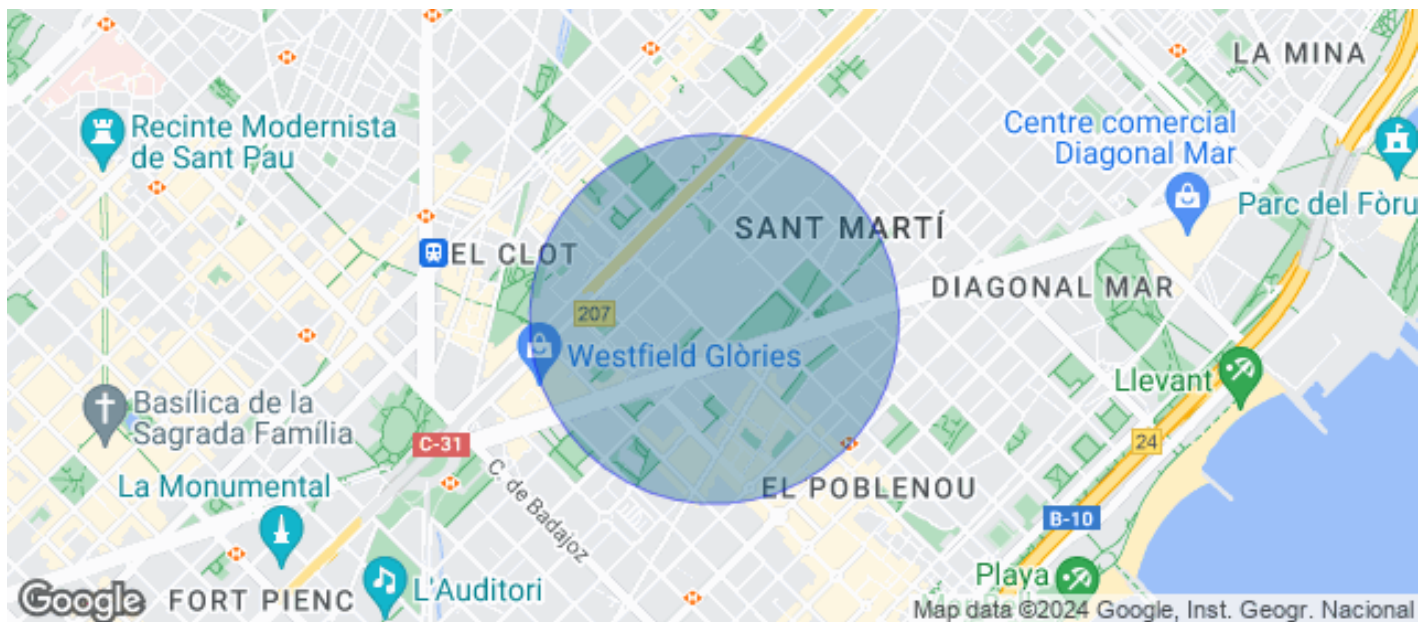 LA MINA
Recinte Modernista
de Sant Pau
Centre comercial
Diagonal Mar
Parc del Fòru
SANT MARTÍ
EL CLOT
DIAGONAL MAR
207
Westfield Glòries
Llevant
Basílica de la
Sagrada Família
C-31
24
La Monumental
C. de Badajoz
EL POBLENOU
B-10
Playa
L'Auditori
FORT PIENC
Google
Map data ©2024 Google, Inst. Geogr. Nacional